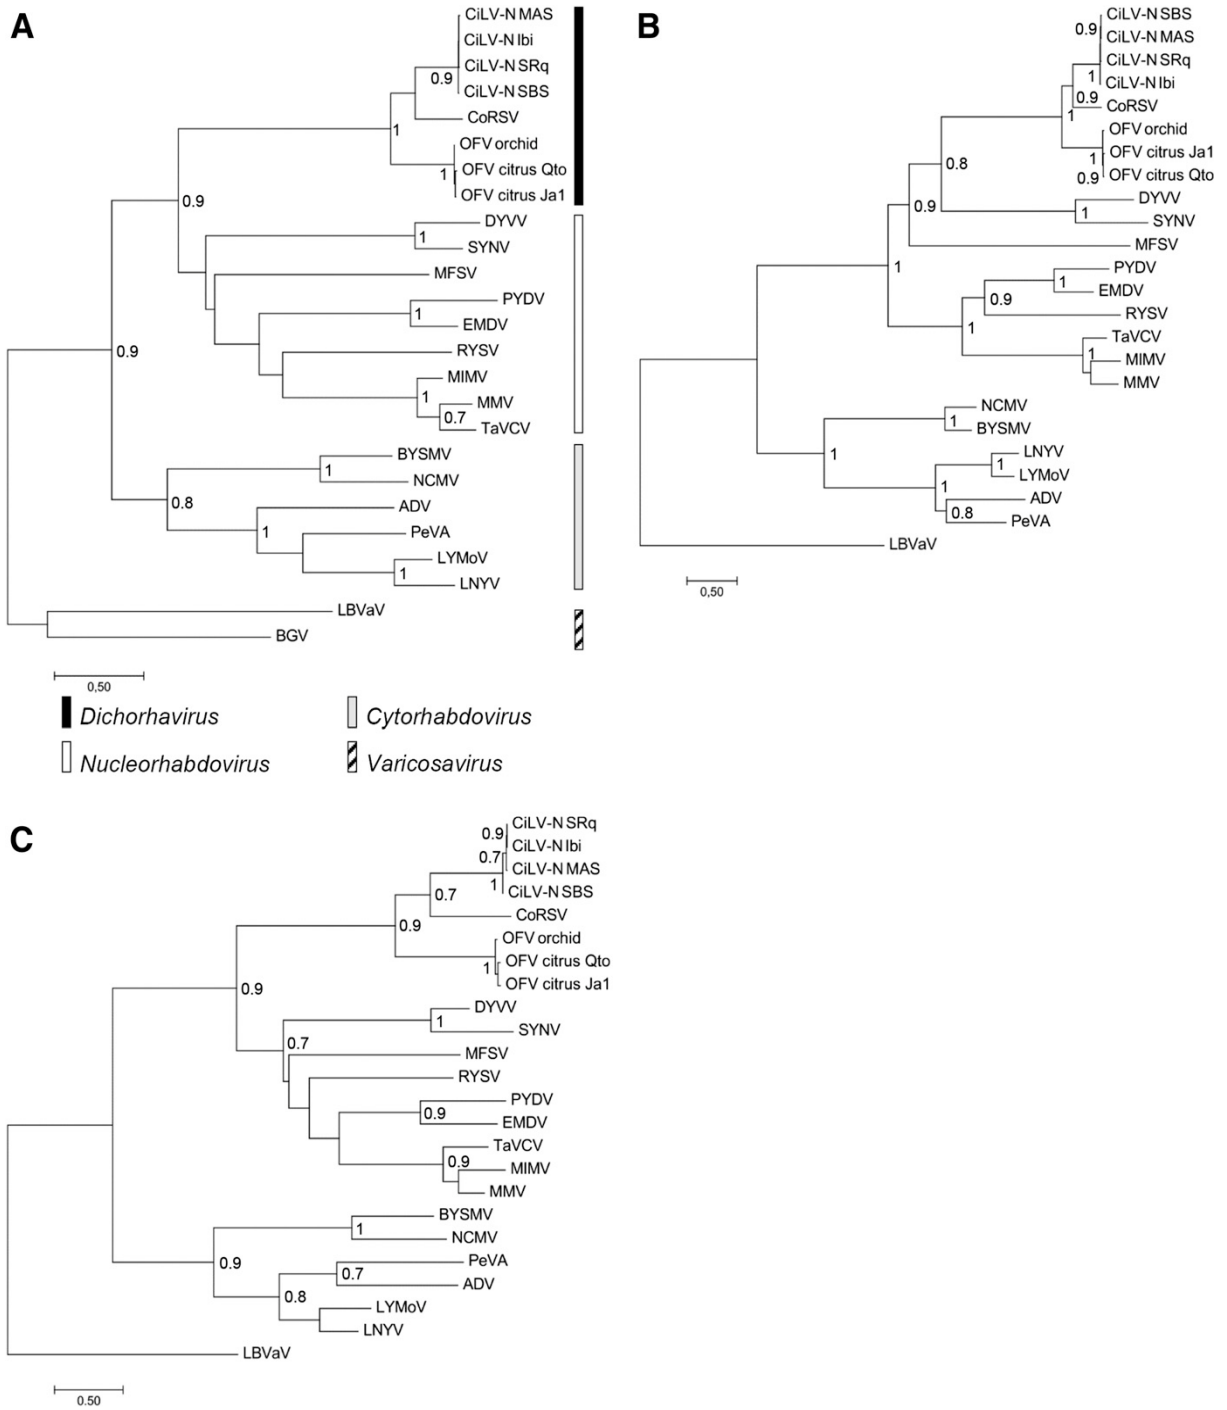 A
CiLV-N MAS
CiLV-N Ibi
CiLV-N SRq
0.9
CiLV-N SBS
CoRSV
1
OFV orchid
OFV citrus Qto
1
OFV citrus Ja1
0.9
DYVV
1
SYNV
MFSV
PYDV
1
EMDV
0.9
RYSV
MIMV
1
MMV
0.7
TaVCV
BYSMV
1
NCMV
0.8
ADV
1
PeVA
LYMoV
1
LNYV
LBVaV
BGV
0,50
Dichorhavirus
Cytorhabdovirus
Nucleorhabdovirus
Varicosavirus
B
CiLV-N SBS
0.9
CiLV-N MAS
CiLV-N SRq
1
CiLV-N Ibi
0.9
CoRSV
1
OFV orchid
OFV citrus Ja1
1
0.9
OFV citrus Qto
0.8
DYVV
1
SYNV
0.9
MFSV
1
PYDV
1
EMDV
0.9
RYSV
1
TaVCV
1
MIMV
MMV
NCMV
1
BYSMV
1
LNYV
1
LYMoV
1
ADV
0.8
PeVA
LBVaV
0,50
C
CiLV-N SRq
0.9
CiLV-N Ibi
0.7
CiLV-N MAS
1
CiLV-N SBS
0.7
CoRSV
0.9
OFV orchid
OFV citrus Qto
1
OFV citrus Ja1
0.9
DYVV
1
SYNV
0.7
MFSV
RYSV
PYDV
0.9
EMDV
TaVCV
0.9
MIMV
MMV
BYSMV
1
NCMV
0.9
PeVA
0.7
ADV
0.8
LYMoV
LNYV
LBVaV
0.50